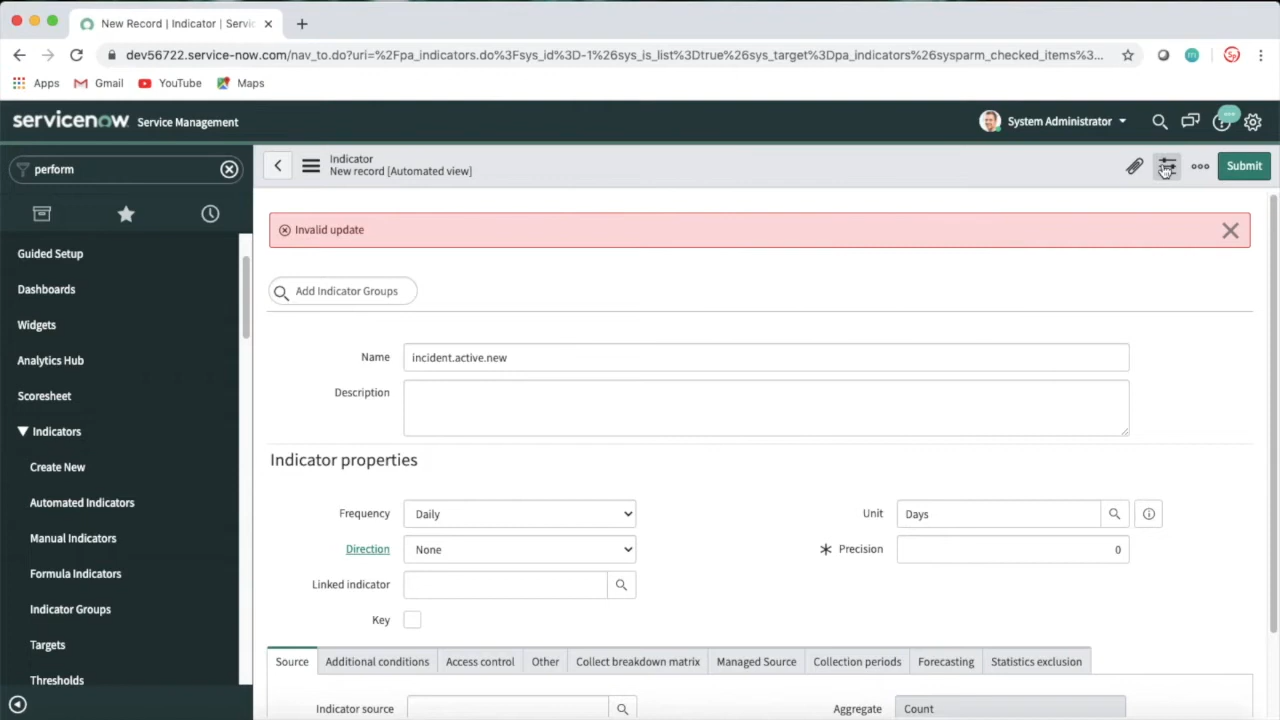 New Record | Indicator | Servic
dev56722.service-now.com/nav_to.do?uri=%2Fpa_indicators.do%3Fsys_id%3D-1%26sys_is_list%3Dtrue%26sys_target%3Dpa_indicators%26sysparm_checked_items%3...
Apps Gmail YouTube Maps
servicenow Service Management
System Administrator
perform
Indicator
New record [Automated view]
Submit
Guided Setup
Dashboards
Widgets
Analytics Hub
Scoresheet
Indicators
Create New
Automated Indicators
Manual Indicators
Formula Indicators
Indicator Groups
Targets
Thresholds
Invalid update
Add Indicator Groups
Name incident.active.new
Description
Indicator properties
Frequency Daily Unit Days
Direction None Precision 0
Linked indicator
Key
Source Additional conditions Access control Other Collect breakdown matrix Managed Source Collection periods Forecasting Statistics exclusion
Indicator source Aggregate Count